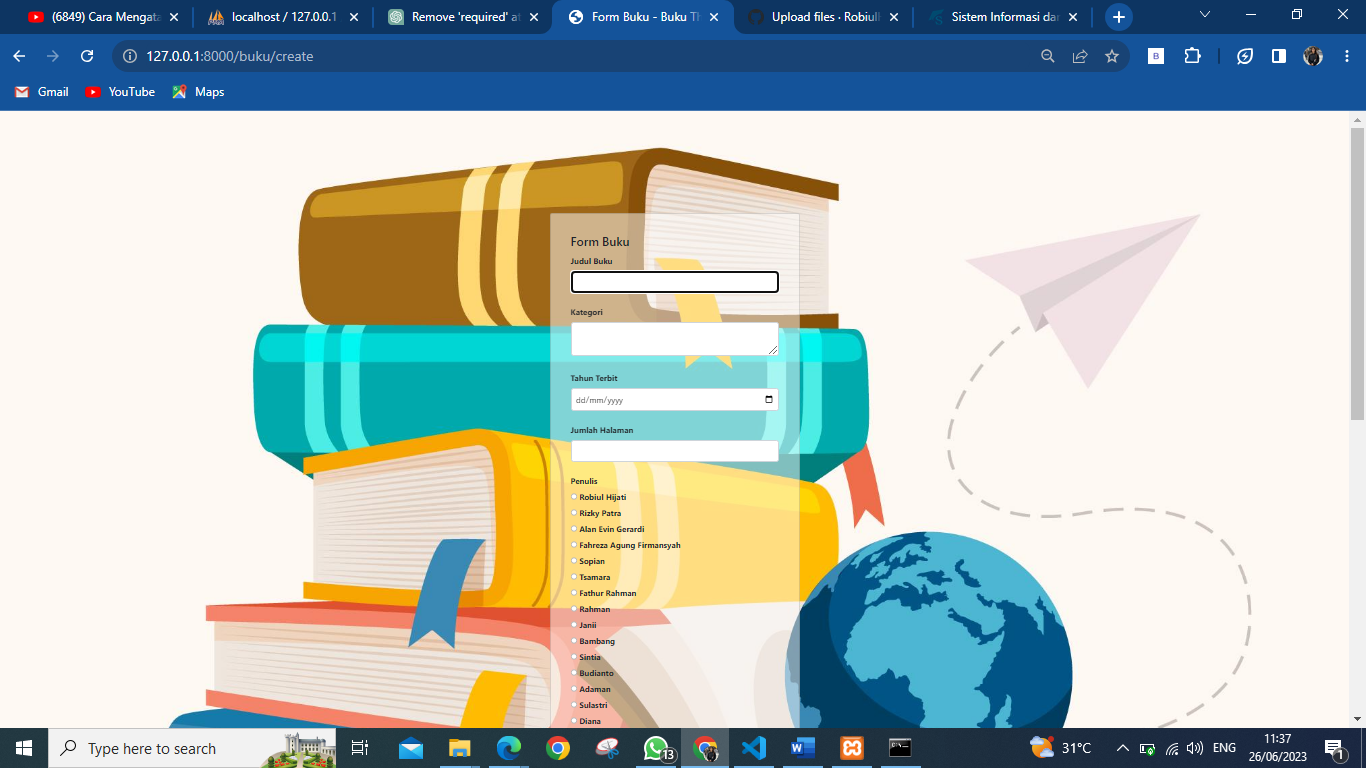 (6849) Cara Mengata
localhost / 127.0.0.1
Remove 'required' at
Form Buku - Buku Th
Upload files · Robiul
Sistem Informasi da
127.0.0.1:8000/buku/create
Gmail
YouTube
Maps
Form Buku
Judul Buku
Kategori
Tahun Terbit
dd/mm/yyyy
Jumlah Halaman
Penulis
Robiul Hijati
Rizky Patra
Alan Evin Gerardi
Fahreza Agung Firmansyah
Sopian
Tsamara
Fathur Rahman
Rahman
Janii
Bambang
Sintia
Budianto
Adaman
Sulastri
Diana
Type here to search
13
31°C
ENG
11:37
26/06/2023
1